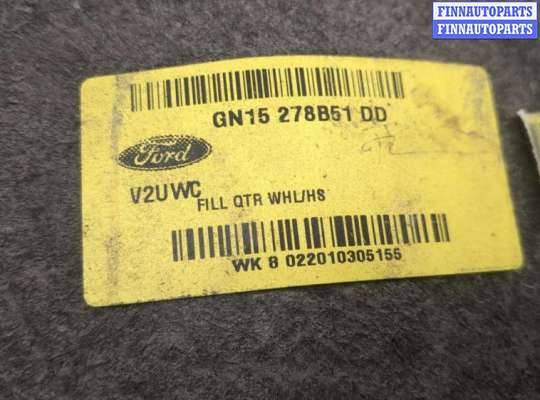 FINNAUTOPARTS
FINNAUTOPARTS
GN15 278B51 DD
Ford
V2UWC
FILL QTR WHL/HS
WK 8 022010305155